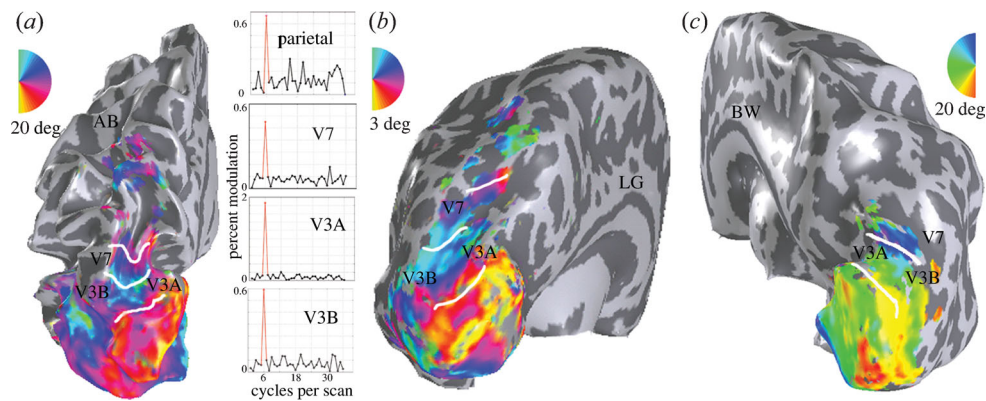 (a)
20 deg
AB
V7
V3B
V3A
percent modulation
0.6
parietal
0
0.6
V7
0
2
V3A
0
0.6
V3B
0
6 18 30
cycles per scan
(b)
3 deg
LG
V7
V3B
V3A
(c)
20 deg
BW
V7
V3A
V3B